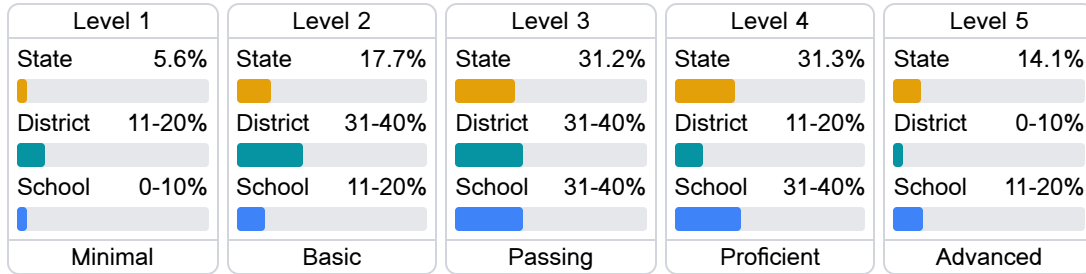 Level 1
State 5.6%
District 11-20%
School 0-10%
Minimal
Level 2
State 17.7%
District 31-40%
School 11-20%
Basic
Level 3
State 31.2%
District 31-40%
School 31-40%
Passing
Level 4
State 31.3%
District 11-20%
School 31-40%
Proficient
Level 5
State 14.1%
District 0-10%
School 11-20%
Advanced